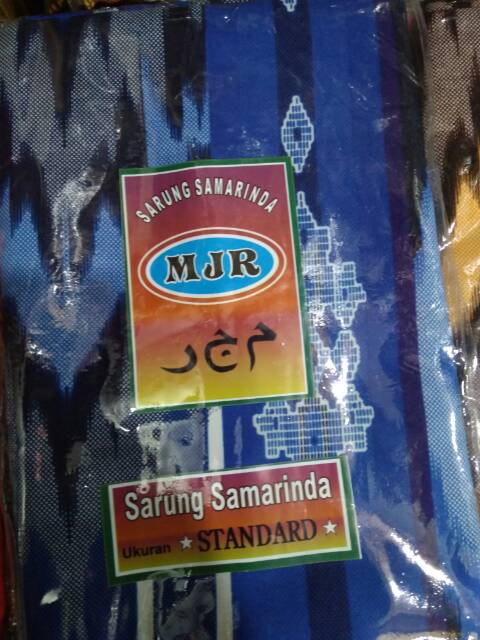 SARUNG SAMARINDA
MJR
م ج ر
Sarung Samarinda
Ukuran ★ STANDARD ★